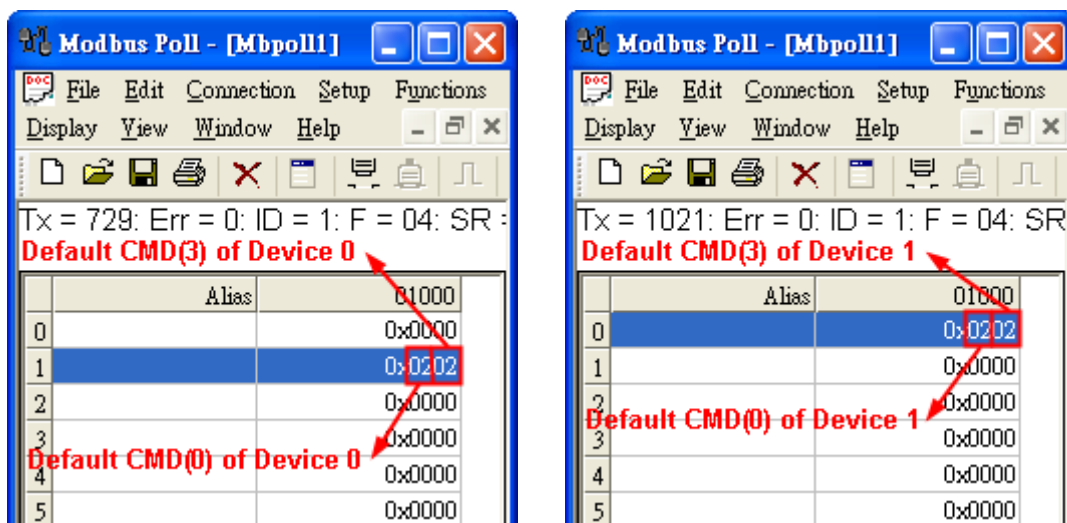 Modbus Poll - [Mbpoll1]
File Edit Connection Setup Functions
Display View Window Help
Tx = 729: Err = 0: ID = 1: F = 04: SR =
Default CMD(3) of Device 0
Alias 01000
0 0x0000
1 0x0202
2 0x0000
3 0x0000
Default CMD(0) of Device 0
4 0x0000
5 0x0000
Modbus Poll - [Mbpoll1]
File Edit Connection Setup Functions
Display View Window Help
Tx = 1021: Err = 0: ID = 1: F = 04: SR
Default CMD(3) of Device 1
Alias 01000
0 0x0202
1 0x0000
2 0x0000
Default CMD(0) of Device 1
3 0x0000
4 0x0000
5 0x0000